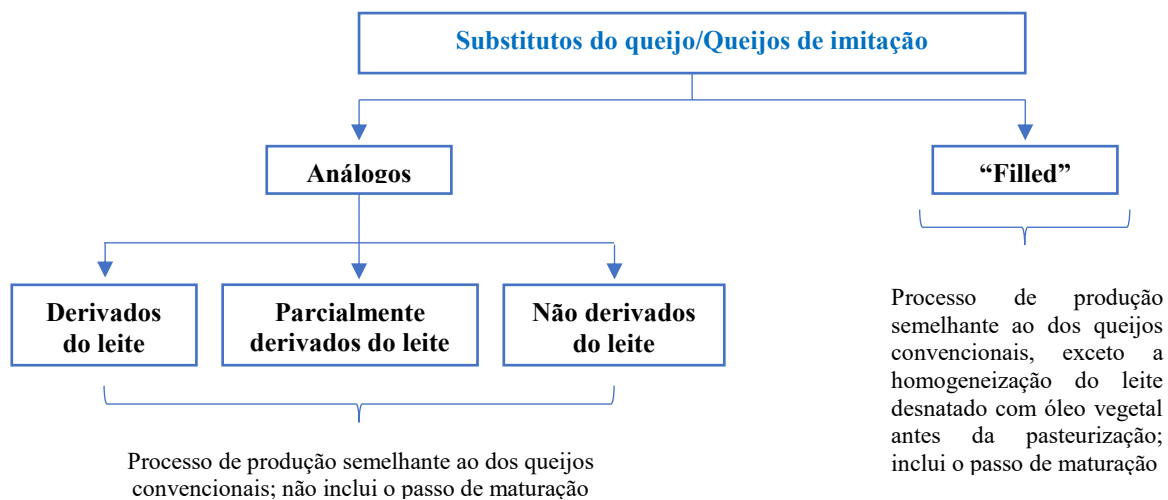 Substitutos do queijo/Queijos de imitação
Análogos
“Filled”
Derivados
do leite
Parcialmente
derivados do leite
Não derivados
do leite
Processo de produção
semelhante ao dos queijos
convencionais, exceto a
homogeneização do leite
desnatado com óleo vegetal
antes da pasteurização;
inclui o passo de maturação
Processo de produção semelhante ao dos queijos
convencionais; não inclui o passo de maturação